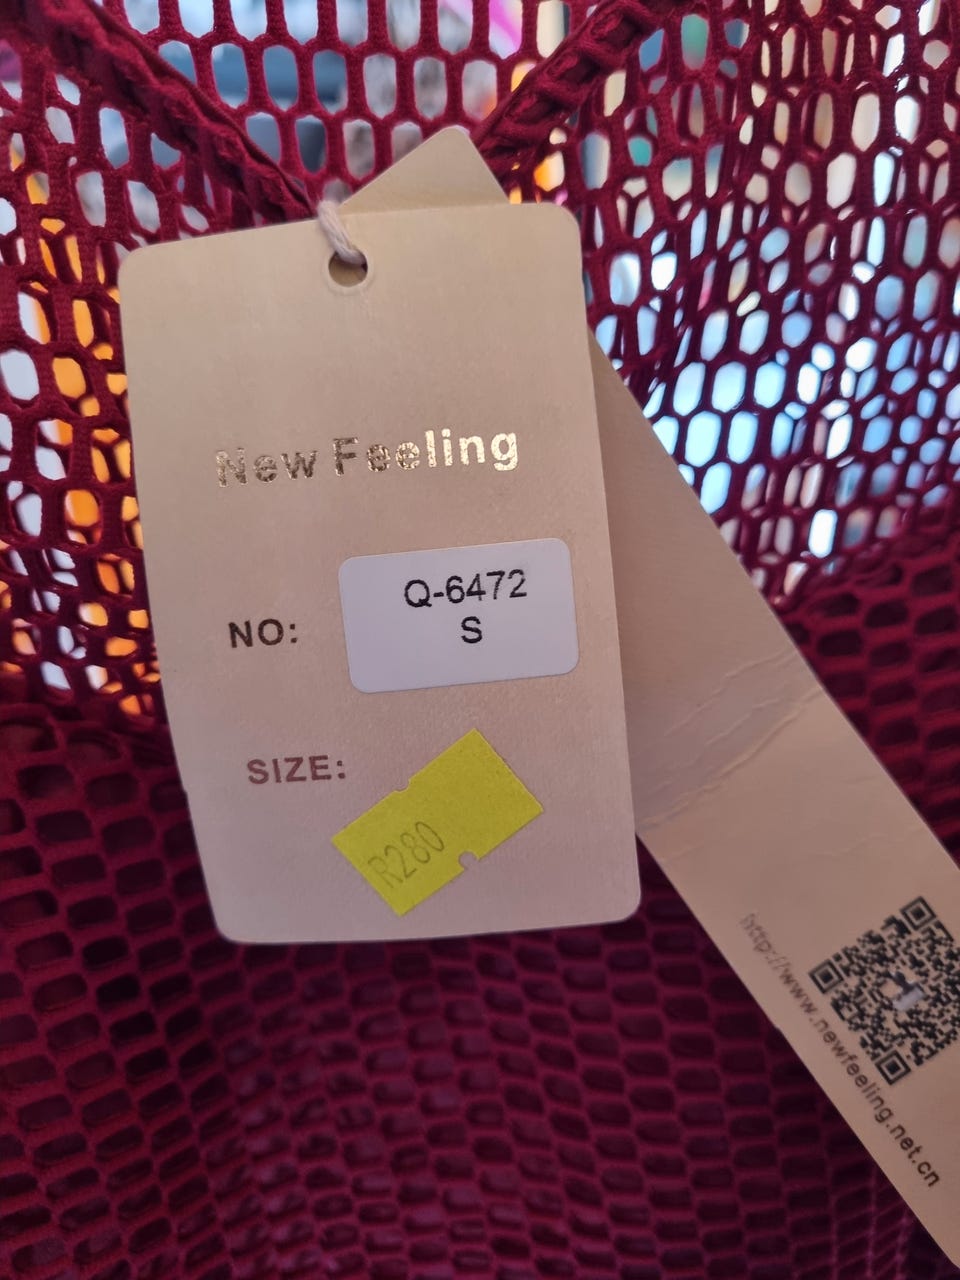 New Feeling
NO:
Q-6472
S
SIZE:
R280
http://www.newfeeling.net.cn